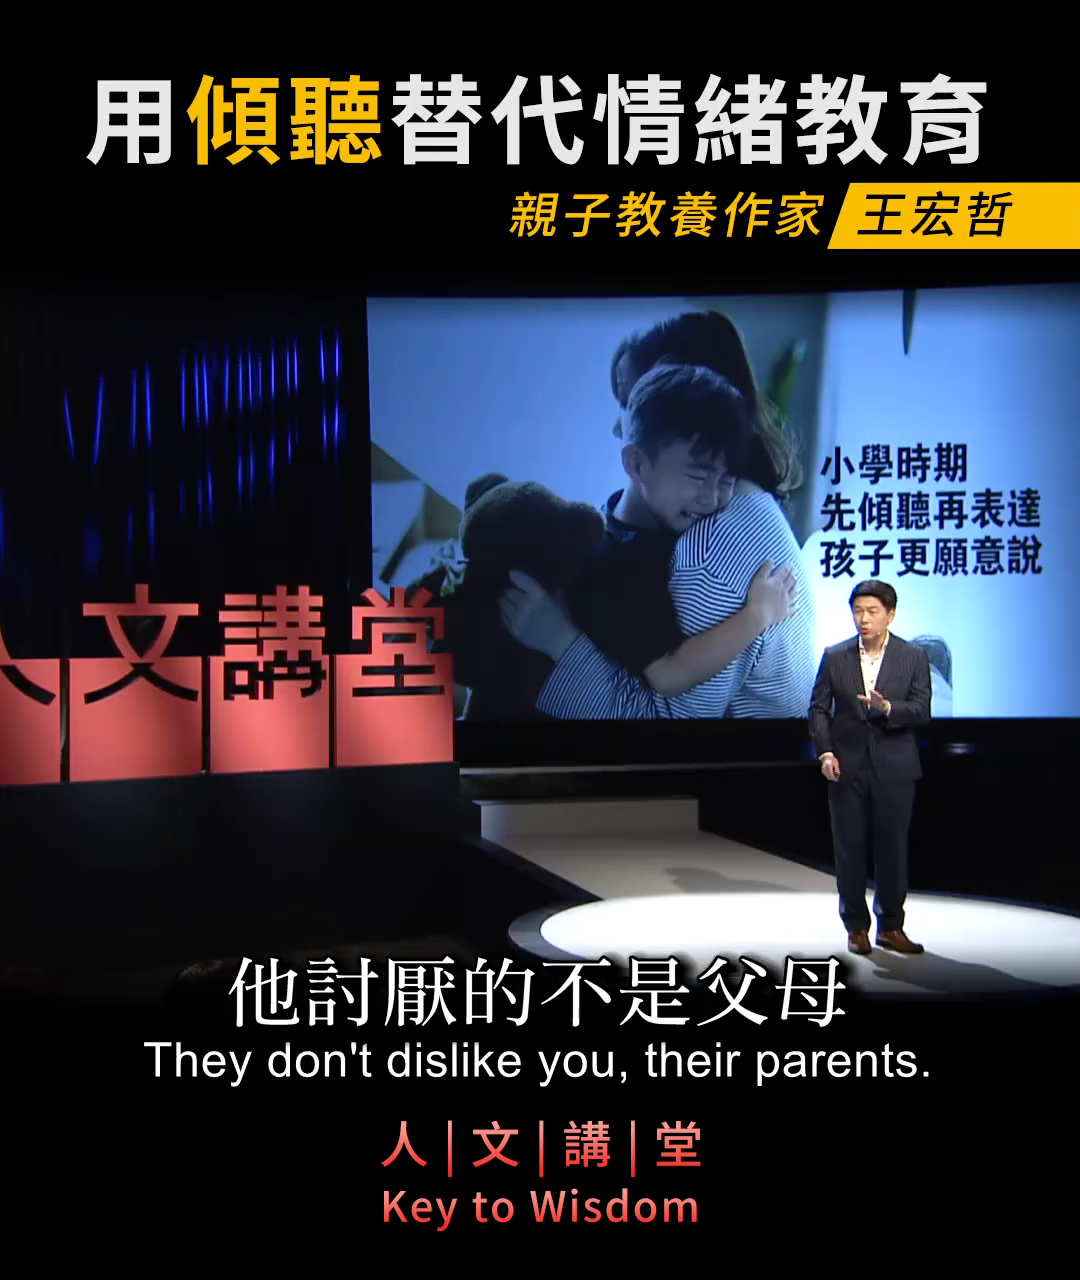 用傾聽替代情緒教育
親子教養作家 王宏哲
小學時期
先傾聽再表達
孩子更願意說
人文講堂
他討厭的不是父母
They don't dislike you, their parents.
人|文|講|堂
Key to Wisdom